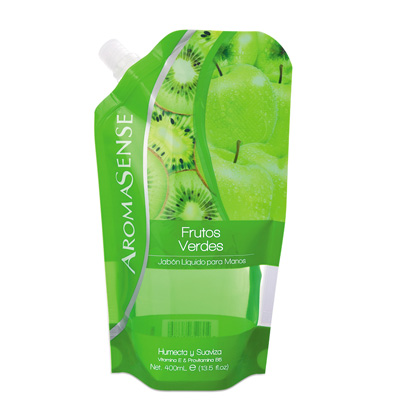 AROMASENSE
Frutos
Verdes
Jabón Líquido para Manos
Humecta y Suaviza
Vitamina E & Provitamina B5
Net. 400mL ℮ (13.5 fl.oz)